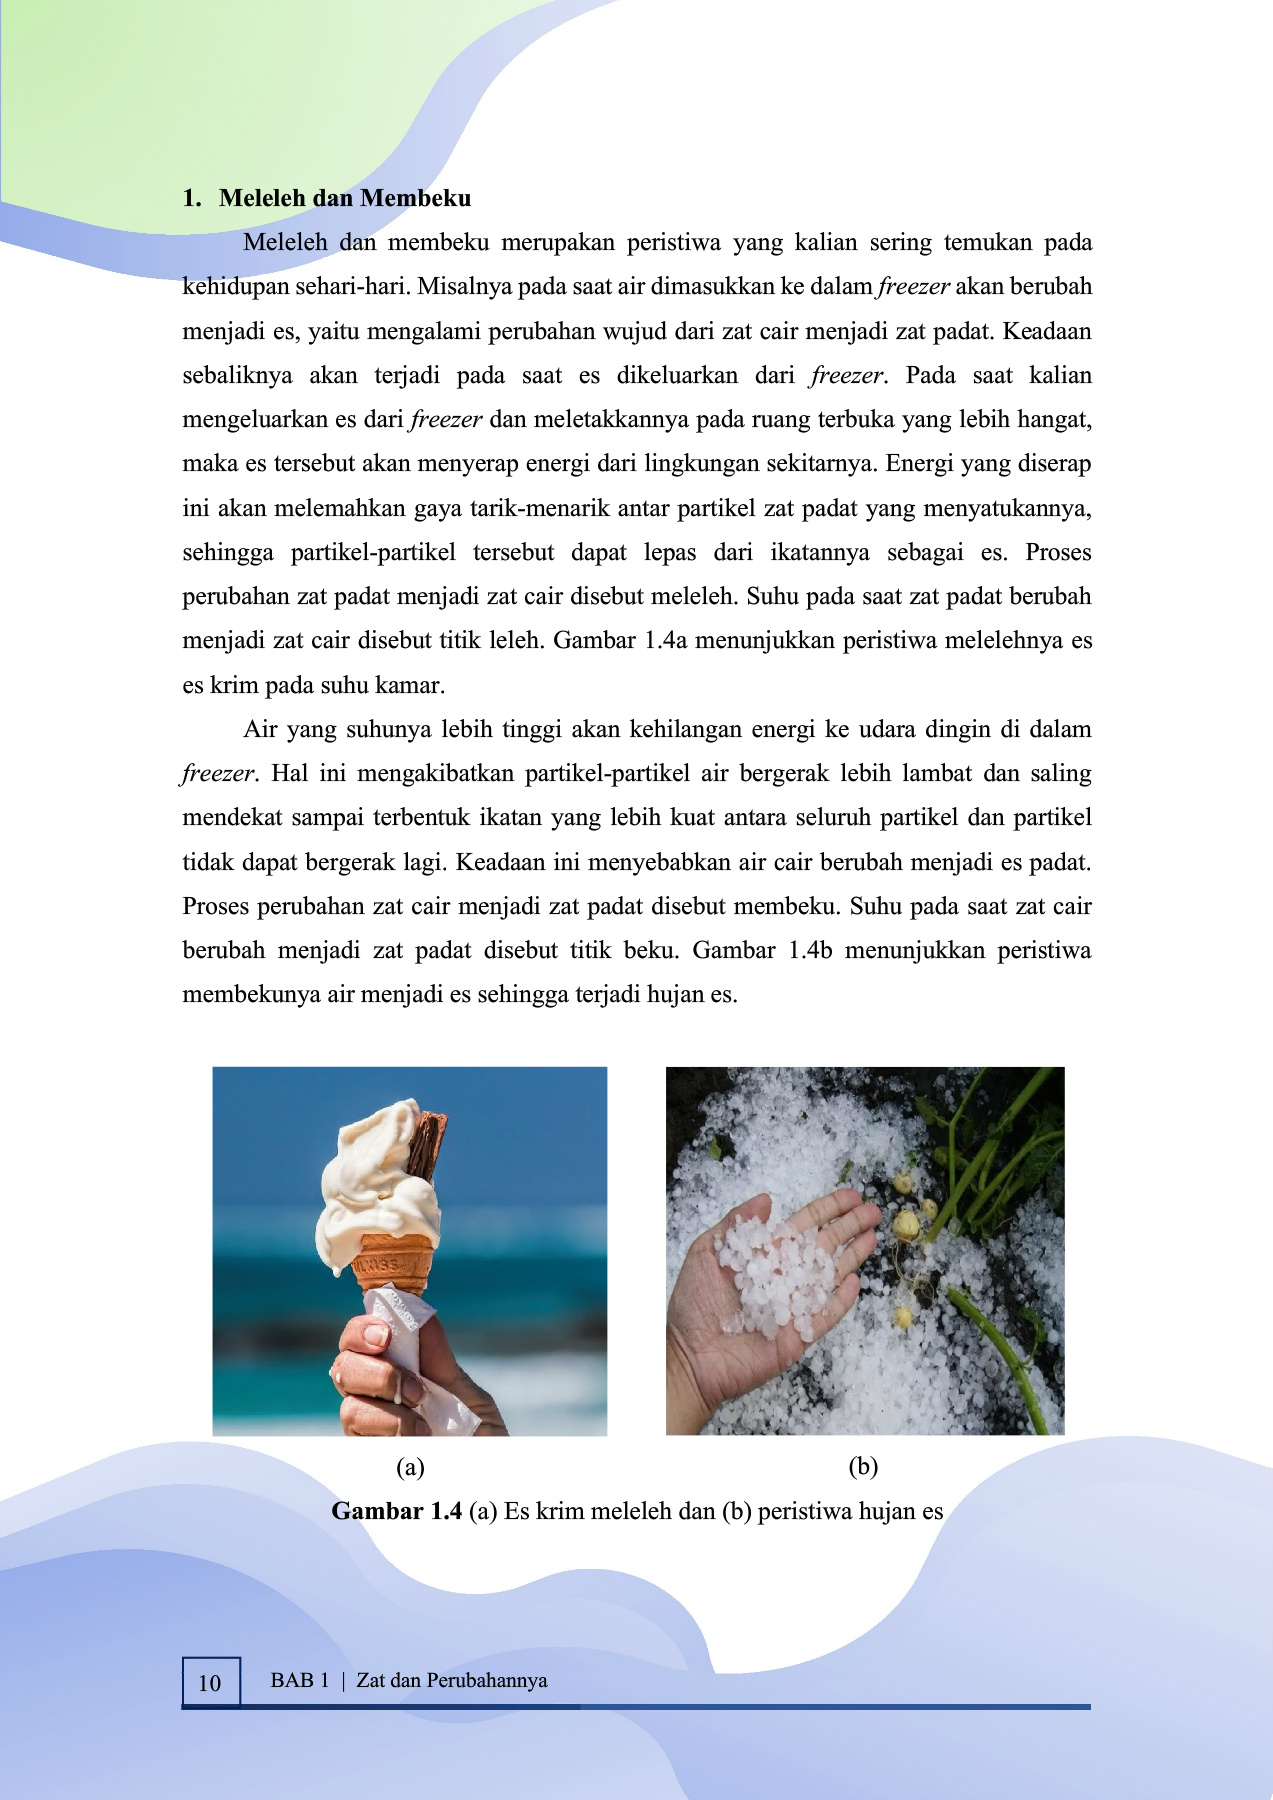 1. Meleleh dan Membeku
Meleleh dan membeku merupakan peristiwa yang kalian sering temukan pada
kehidupan sehari-hari. Misalnya pada saat air dimasukkan ke dalam freezer akan berubah
menjadi es, yaitu mengalami perubahan wujud dari zat cair menjadi zat padat. Keadaan
sebaliknya akan terjadi pada saat es dikeluarkan dari freezer. Pada saat kalian
mengeluarkan es dari freezer dan meletakkannya pada ruang terbuka yang lebih hangat,
maka es tersebut akan menyerap energi dari lingkungan sekitarnya. Energi yang diserap
ini akan melemahkan gaya tarik-menarik antar partikel zat padat yang menyatukannya,
sehingga partikel-partikel tersebut dapat lepas dari ikatannya sebagai es. Proses
perubahan zat padat menjadi zat cair disebut meleleh. Suhu pada saat zat padat berubah
menjadi zat cair disebut titik leleh. Gambar 1.4a menunjukkan peristiwa melelehnya es
es krim pada suhu kamar.
Air yang suhunya lebih tinggi akan kehilangan energi ke udara dingin di dalam
freezer. Hal ini mengakibatkan partikel-partikel air bergerak lebih lambat dan saling
mendekat sampai terbentuk ikatan yang lebih kuat antara seluruh partikel dan partikel
tidak dapat bergerak lagi. Keadaan ini menyebabkan air cair berubah menjadi es padat.
Proses perubahan zat cair menjadi zat padat disebut membeku. Suhu pada saat zat cair
berubah menjadi zat padat disebut titik beku. Gambar 1.4b menunjukkan peristiwa
membekunya air menjadi es sehingga terjadi hujan es.
(a) (b)
Gambar 1.4 (a) Es krim meleleh dan (b) peristiwa hujan es
10 BAB 1 | Zat dan Perubahannya